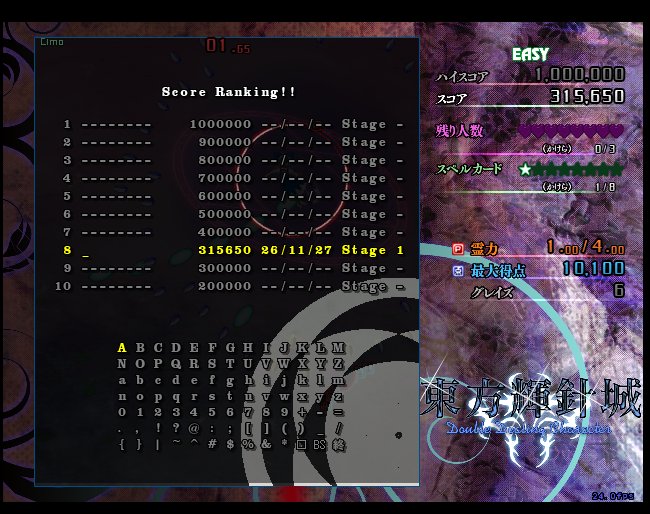 Cimo
01.65
Score Ranking!!
1 -------- 1000000 --/--/-- Stage -
2 -------- 900000 --/--/-- Stage -
3 -------- 800000 --/--/-- Stage -
4 -------- 700000 --/--/-- Stage -
5 -------- 600000 --/--/-- Stage -
6 -------- 500000 --/--/-- Stage -
7 -------- 400000 --/--/-- Stage -
8 _ 315650 26/11/27 Stage 1
9 -------- 300000 --/--/-- Stage -
10 -------- 200000 --/--/-- Stage -
A B C D E F G H I J K L M
N O P Q R S T U V W X Y Z
a b c d e f g h i j k l m
n o p q r s t u v w x y z
0 1 2 3 4 5 6 7 8 9 + - =
. , ! ? @ : ; [ ] ( ) _ /
{ } | ~ ^ # $ % & * BS 終
EASY
ハイスコア 1,000,000
スコア 315,650
残り人数
(かけら) 0/3
スペルカード
(かけら) 1/8
P 霊力 1.00/4.00
最大得点 10,100
グレイズ 6
東方輝針城
Double Dealing Character
24.0fps